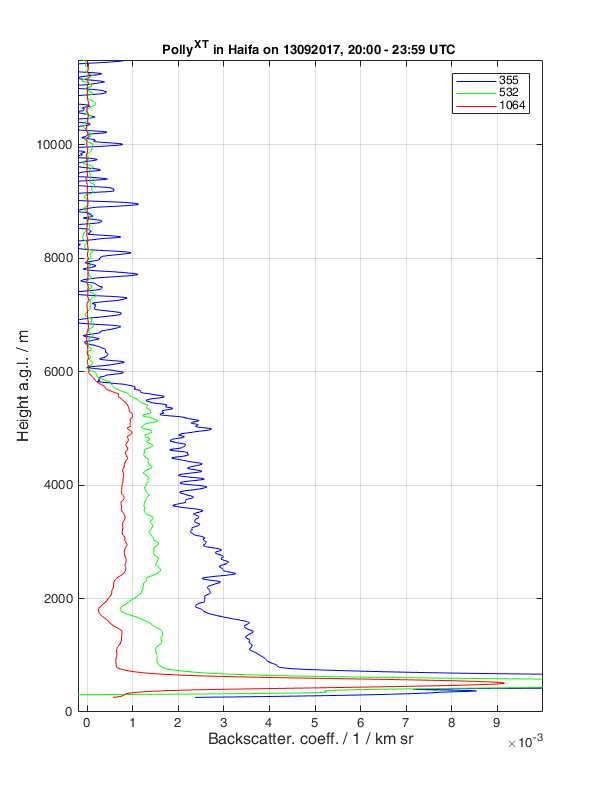 Polly^XT in Haifa on 13092017, 20:00 - 23:59 UTC
355
532
1064
10000
8000
6000
4000
2000
0
Height a.g.l. / m
0 1 2 3 4 5 6 7 8 9
Backscatter. coeff. / 1 / km sr
×10^-3